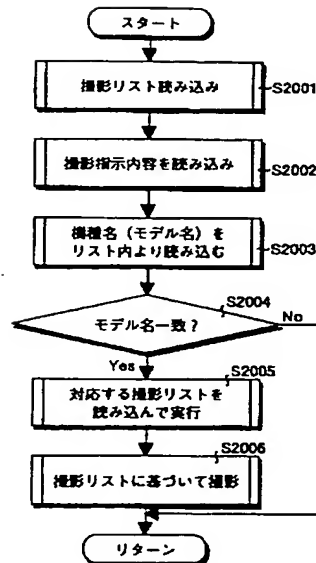 スタート
撮影リスト読み込み
S2001
撮影指示内容を読み込み
S2002
機種名（モデル名）を
リスト内より読み込む
S2003
S2004
モデル名一致？
No
Yes
S2005
対応する撮影リストを
読み込んで実行
S2006
撮影リストに基づいて撮影
リターン